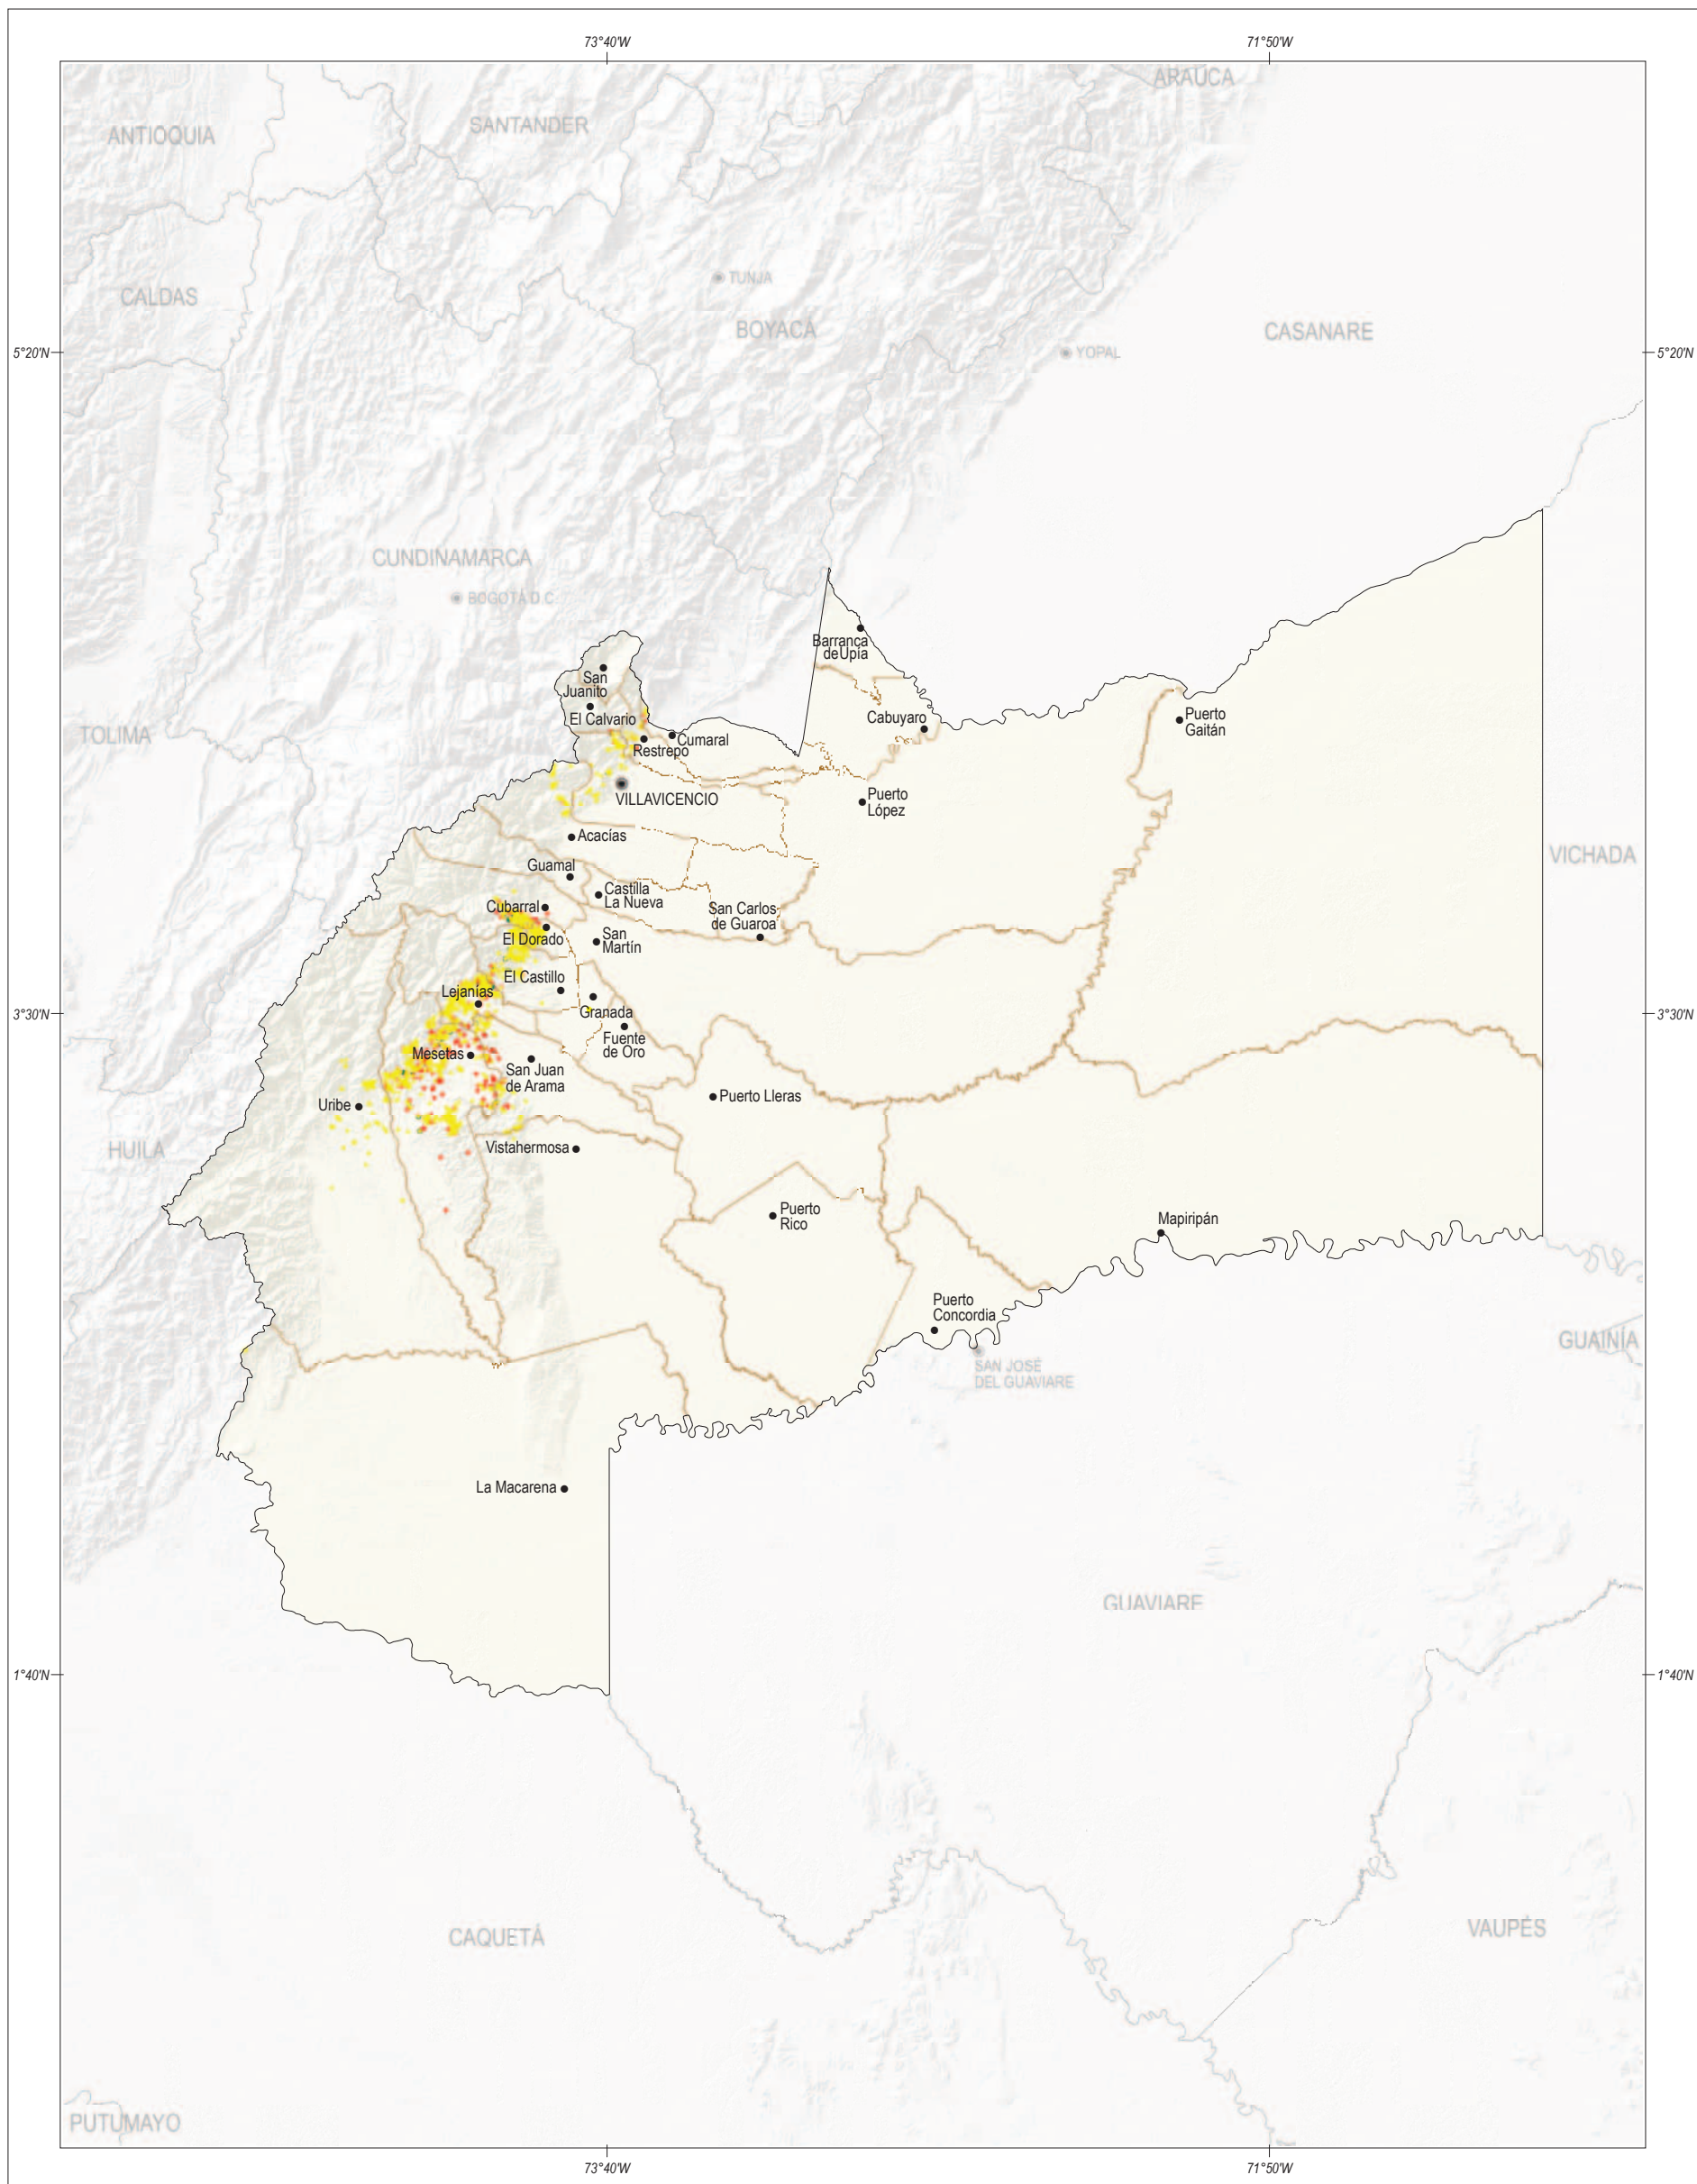 73°40'W
71°50'W
ARAUCA
SANTANDER
ANTIOQUIA
TUNJA
CALDAS
BOYACÁ
CASANARE
5°20'N
YOPAL
5°20'N
CUNDINAMARCA
BOGOTÁ D.C.
Barranca
de Upía
San
Juanito
El Calvario
Cabuyaro
Puerto
Gaitán
TOLIMA
Cumaral
Restrepo
VILLAVICENCIO
Puerto
López
Acacías
VICHADA
Guamal
Castilla
La Nueva
Cubarral
San Carlos
de Guaroa
El Dorado
San
Martín
El Castillo
Lejanías
3°30'N
Granada
3°30'N
Fuente
de Oro
Mesetas
San Juan
de Arama
Puerto Lleras
Uribe
HUILA
Vistahermosa
Puerto
Rico
Mapiripán
Puerto
Concordia
GUAINÍA
SAN JOSÉ
DEL GUAVIARE
La Macarena
GUAVIARE
1°40'N
1°40'N
CAQUETÁ
VAUPÉS
PUTUMAYO
73°40'W
71°50'W